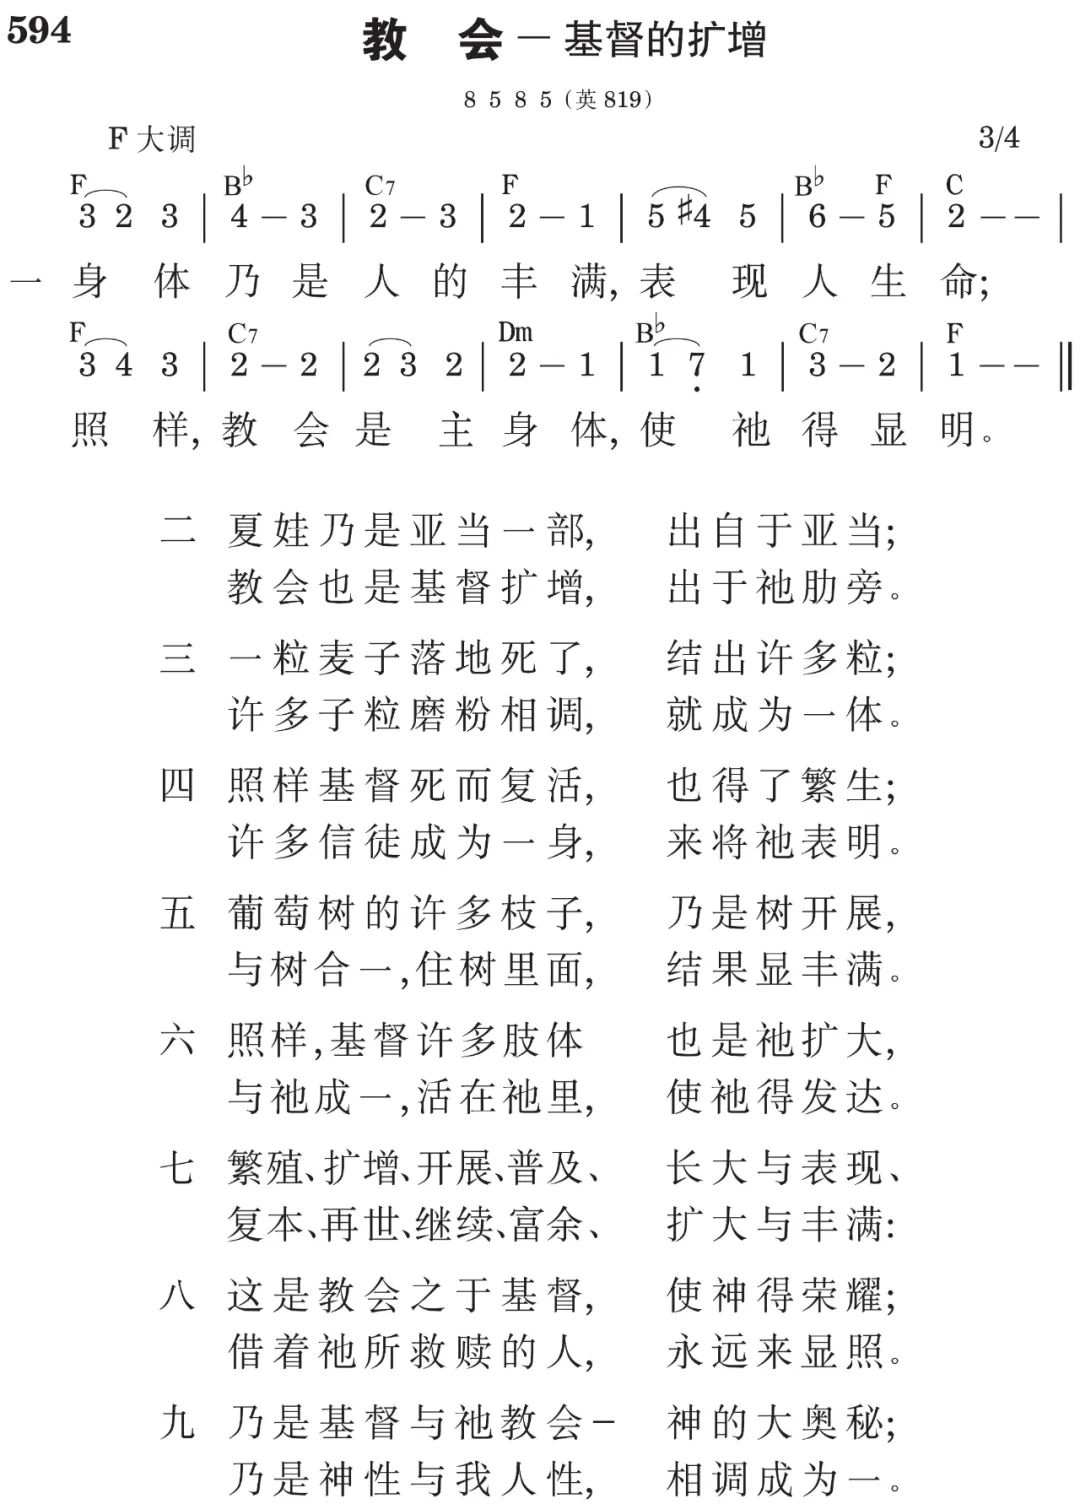 594
教　会－基督的扩增
8 5 8 5（英819）
F大调 3/4
F B♭ C7 F B♭ F C
3 2 3 | 4 － 3 | 2 － 3 | 2 － 1 | 5 ♯4 5 | 6 － 5 | 2 － － |
一 身体乃是人的丰满,表现人生命;
F C7 Dm B♭ C7 F
3 4 3 | 2 － 2 | 2 3 2 | 2 － 1 | 1 7̣ 1 | 3 － 2 | 1 － － ‖
照样,教会是主身体,使祂得显明。
二 夏娃乃是亚当一部, 出自于亚当;
教会也是基督扩增, 出于祂肋旁。
三 一粒麦子落地死了, 结出许多粒;
许多子粒磨粉相调, 就成为一体。
四 照样基督死而复活, 也得了繁生;
许多信徒成为一身, 来将祂表明。
五 葡萄树的许多枝子, 乃是树开展,
与树合一,住树里面, 结果显丰满。
六 照样,基督许多肢体 也是祂扩大,
与祂成一,活在祂里, 使祂得发达。
七 繁殖、扩增、开展、普及、 长大与表现、
复本、再世、继续、富余、 扩大与丰满:
八 这是教会之于基督, 使神得荣耀;
借着祂所救赎的人, 永远来显照。
九 乃是基督与祂教会－ 神的大奥秘;
乃是神性与我人性, 相调成为一。